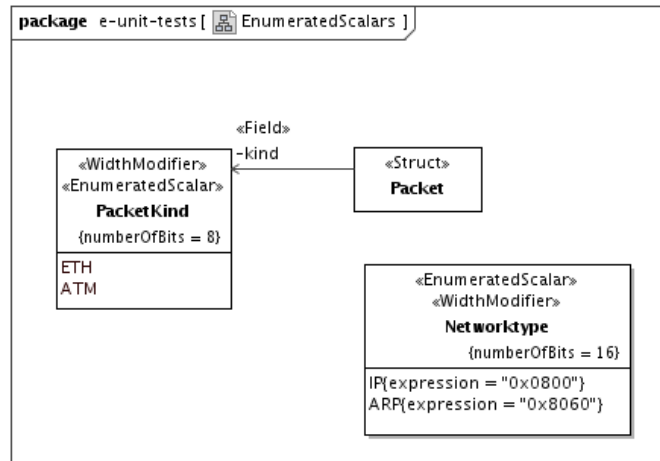 package e-unit-tests [ EnumeratedScalars ]
«Field»
-kind
«WidthModifier»
«EnumeratedScalar»
PacketKind
{numberOfBits = 8}
ETH
ATM
«Struct»
Packet
«EnumeratedScalar»
«WidthModifier»
Networktype
{numberOfBits = 16}
IP{expression = "0x0800"}
ARP{expression = "0x8060"}